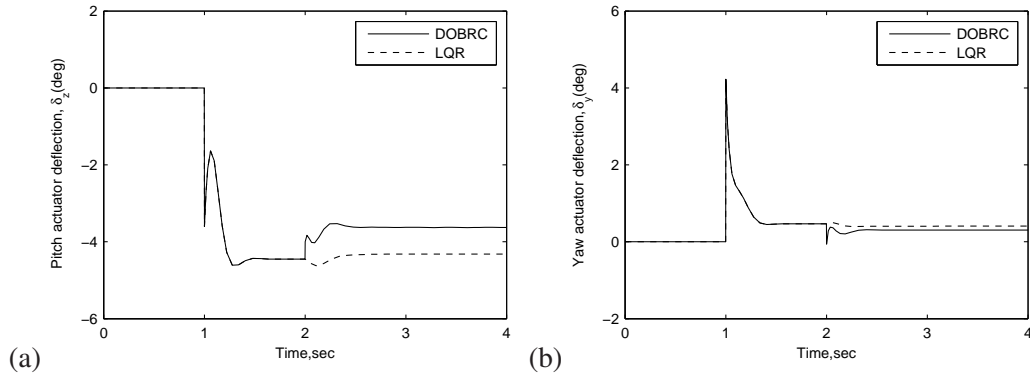 2
0
−2
−4
−6
0
1
2
3
4
Time,sec
Pitch actuator deflection, δz(deg)
DOBRC
LQR
(a)
6
4
2
0
−2
0
1
2
3
4
Time,sec
Yaw actuator deflection,δy(deg)
DOBRC
LQR
(b)